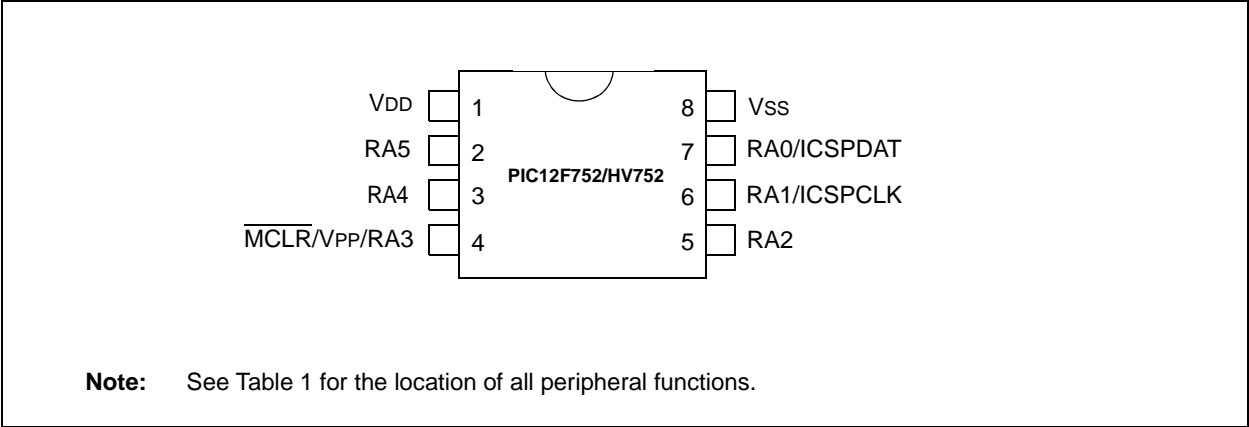 VDD 1 8 VSS
RA5 2 7 RA0/ICSPDAT
PIC12F752/HV752
RA4 3 6 RA1/ICSPCLK
MCLR/VPP/RA3 4 5 RA2
Note: See Table 1 for the location of all peripheral functions.